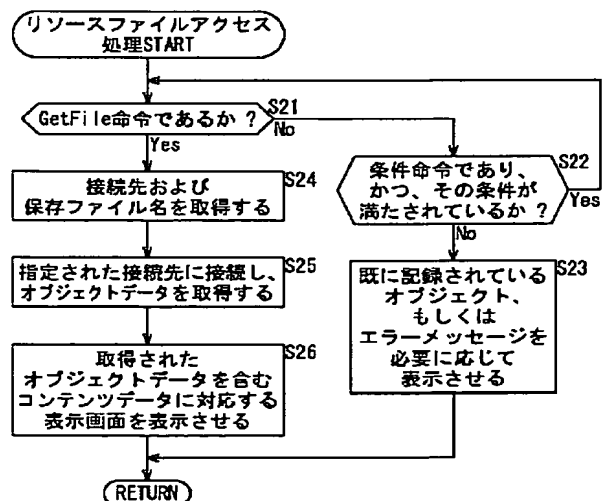 リソースファイルアクセス
処理START
GetFile命令であるか ?
S21
No
Yes
S24
接続先および
保存ファイル名を取得する
S25
指定された接続先に接続し、
オブジェクトデータを取得する
S26
取得された
オブジェクトデータを含む
コンテンツデータに対応する
表示画面を表示させる
S22
条件命令であり、
かつ、その条件が
満たされているか ?
Yes
No
S23
既に記録されている
オブジェクト、
もしくは
エラーメッセージを
必要に応じて
表示させる
RETURN